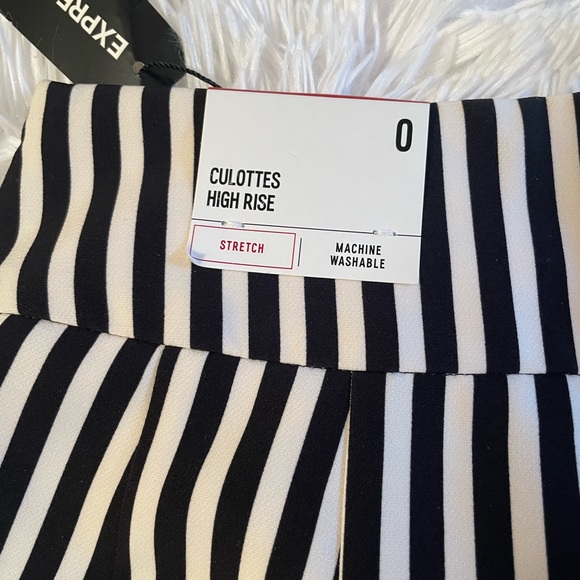 EXPRE
0
CULOTTES
HIGH RISE
STRETCH
MACHINE
WASHABLE